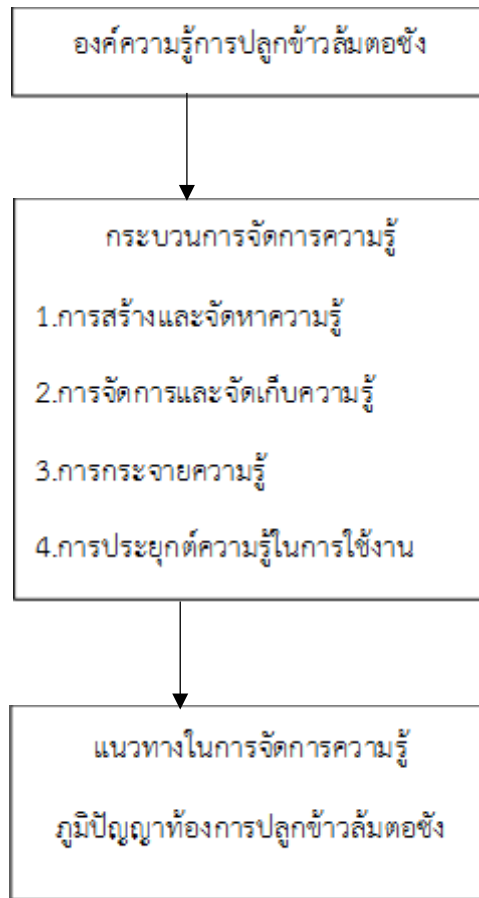 องค์ความรู้การปลูกข้าวล้มตอซัง
กระบวนการจัดการความรู้
1.การสร้างและจัดหาความรู้
2.การจัดการและจัดเก็บความรู้
3.การกระจายความรู้
4.การประยุกต์ความรู้ในการใช้งาน
แนวทางในการจัดการความรู้
ภูมิปัญญาท้องการปลูกข้าวล้มตอซัง